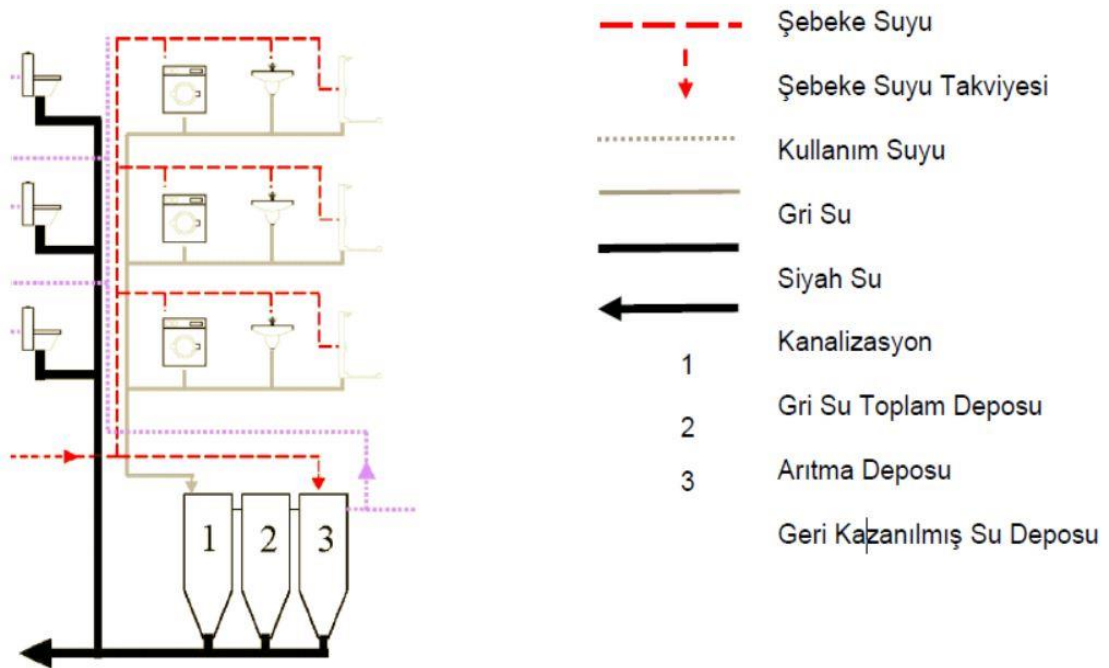 Şebeke Suyu
Şebeke Suyu Takviyesi
Kullanım Suyu
Gri Su
Siyah Su
Kanalizasyon
1
Gri Su Toplam Deposu
2
Arıtma Deposu
3
Geri Kazanılmış Su Deposu
1 2 3